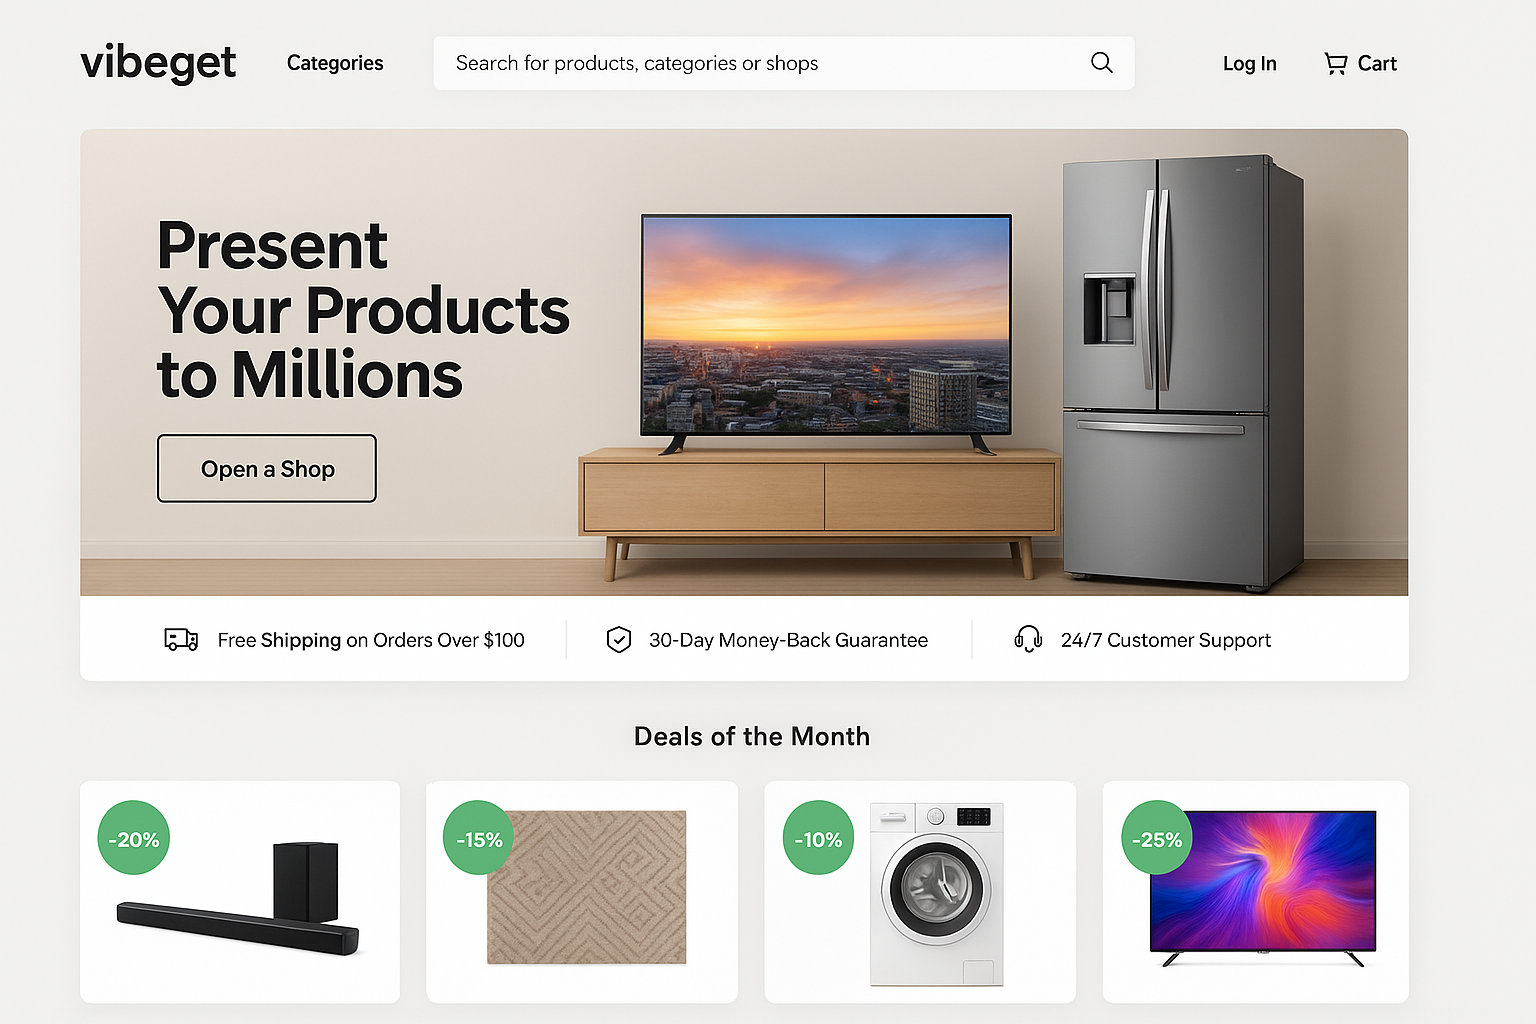 vibeget
Categories
Search for products, categories or shops
Log In
Cart
Present
Your Products
to Millions
Open a Shop
Free Shipping on Orders Over $100
30-Day Money-Back Guarantee
24/7 Customer Support
Deals of the Month
-20%
-15%
-10%
-25%